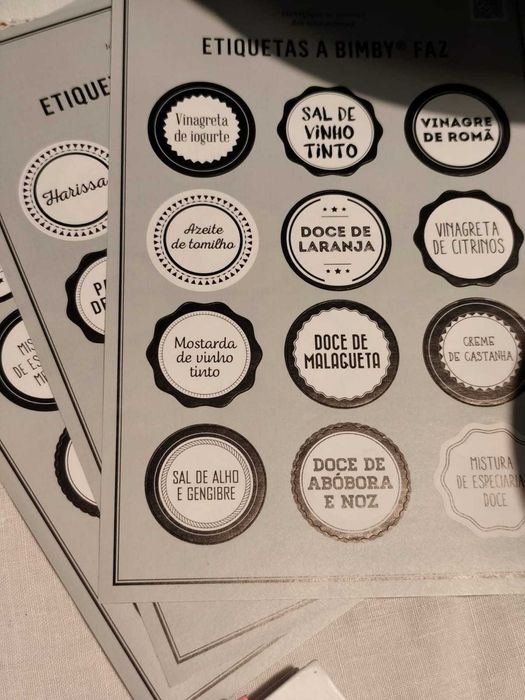 ETIQUETAS A BIMBY® FAZ
Vinagreta
de iogurte
SAL DE
VINHO
TINTO
VINAGRE
DE ROMÃ
Azeite
de tomilho
DOCE DE
LARANJA
VINAGRETA
DE CITRINOS
Mostarda
de vinho
tinto
DOCE DE
MALAGUETA
CREME
DE CASTANHA
SAL DE ALHO
E GENGIBRE
DOCE DE
ABÓBORA
E NOZ
MISTURA
DE ESPECIARIA
DOCE
ETIQUE
Harissa